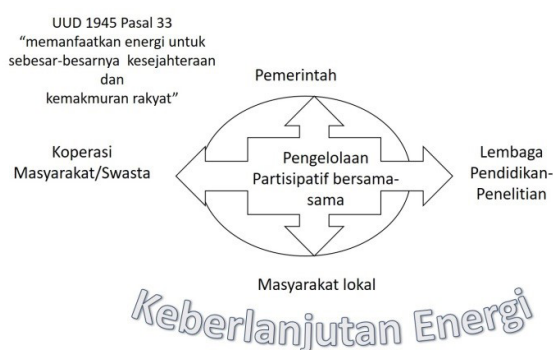 UUD 1945 Pasal 33
“memanfaatkan energi untuk
sebesar-besarnya kesejahteraan
dan
kemakmuran rakyat”
Pemerintah
Koperasi
Masyarakat/Swasta
Pengelolaan
Partisipatif bersama-
sama
Lembaga
Pendidikan-
Penelitian
Masyarakat lokal
Keberlanjutan Energi